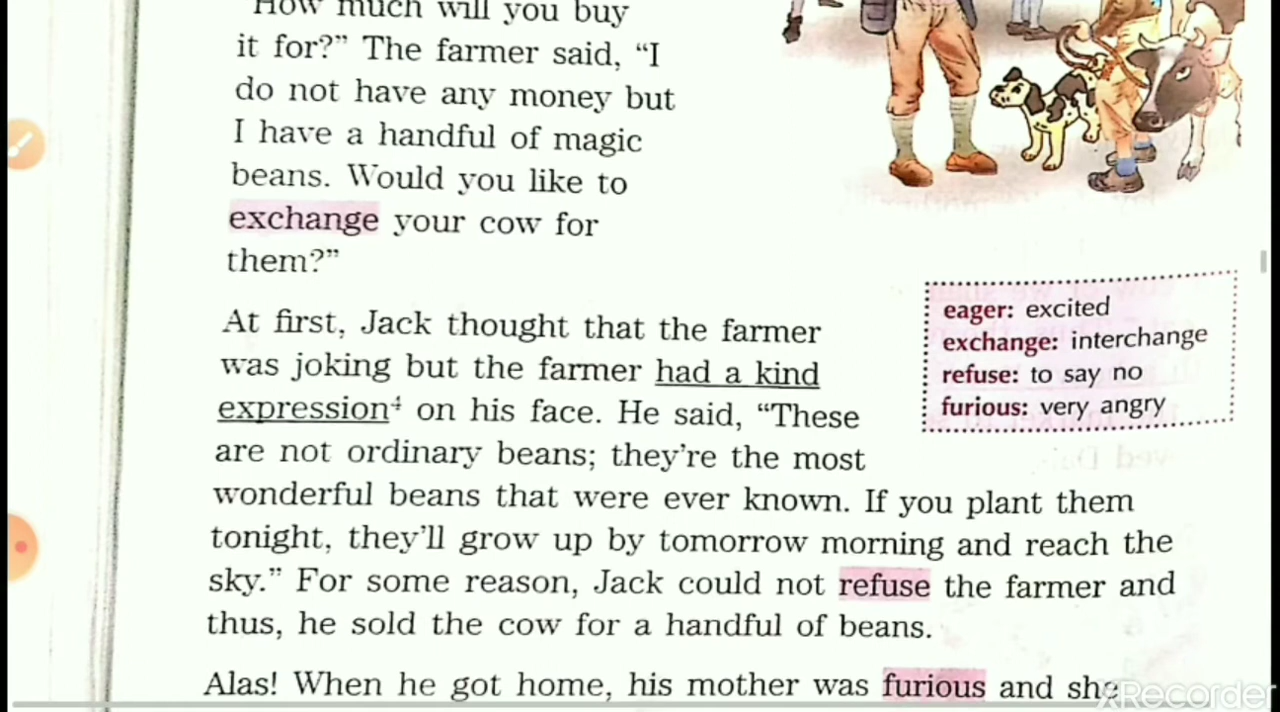 "How much will you buy
it for?" The farmer said, "I
do not have any money but
I have a handful of magic
beans. Would you like to
exchange your cow for
them?"
At first, Jack thought that the farmer
was joking but the farmer had a kind
expression⁴ on his face. He said, "These
are not ordinary beans; they're the most
wonderful beans that were ever known. If you plant them
tonight, they'll grow up by tomorrow morning and reach the
sky." For some reason, Jack could not refuse the farmer and
thus, he sold the cow for a handful of beans.
Alas! When he got home, his mother was furious and she
eager: excited
exchange: interchange
refuse: to say no
furious: very angry
XRecorder